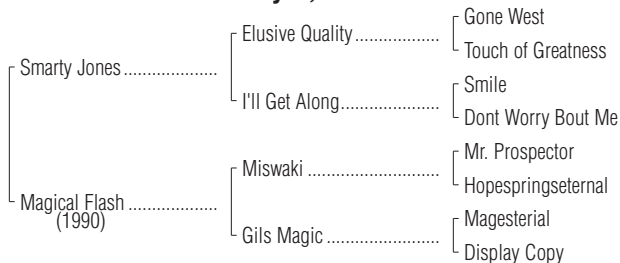 Gone West
Elusive Quality..................
Touch of Greatness
Smarty Jones....................
Smile
I'll Get Along.....................
Dont Worry Bout Me
Mr. Prospector
Miswaki ............................
Hopespringseternal
Magical Flash ...................
(1990)
Magesterial
Gils Magic ........................
Display Copy